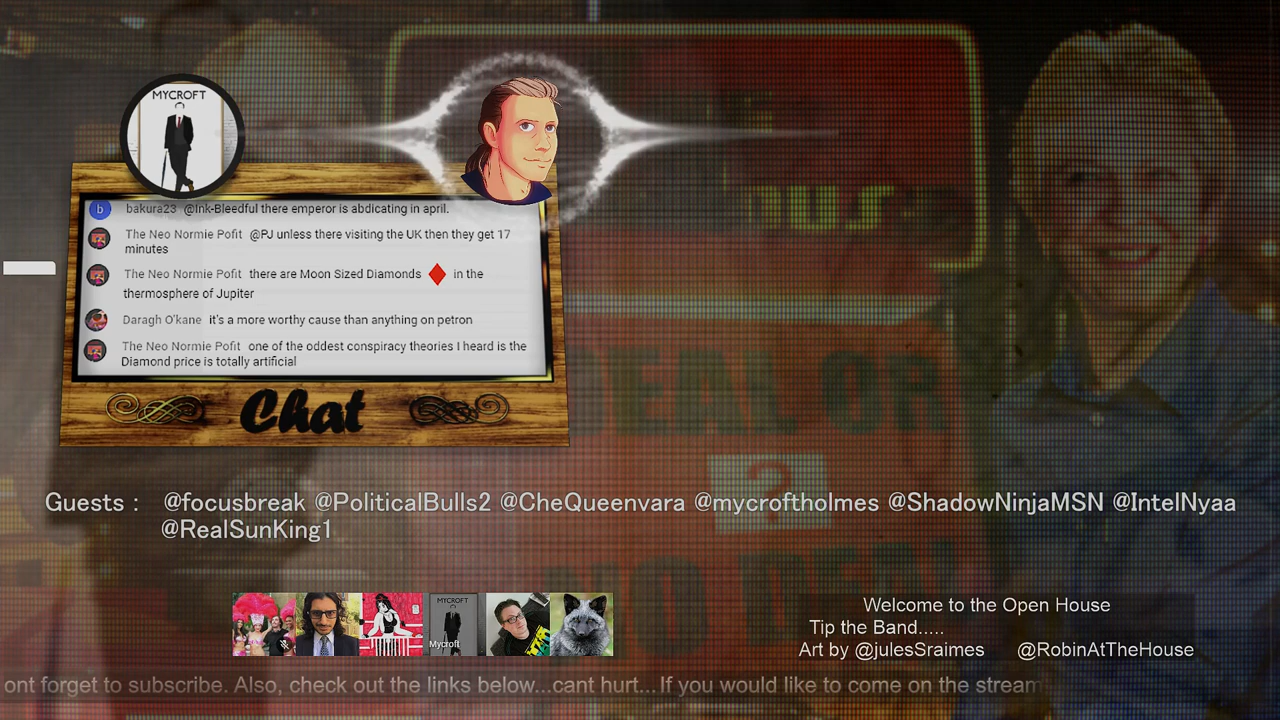 MYCROFT
b bakura23 @Ink-Bleedful there emperor is abdicating in april.
The Neo Normie Pofit @PJ unless there visiting the UK then they get 17
minutes
The Neo Normie Pofit there are Moon Sized Diamonds in the
thermosphere of Jupiter
Daragh O'kane it's a more worthy cause than anything on petron
The Neo Normie Pofit one of the oddest conspiracy theories I heard is the
Diamond price is totally artificial
Chat
DEAL OR
?
NO DEAL
Guests : @focusbreak @PoliticalBulls2 @CheQueenvara @mycroftholmes @ShadowNinjaMSN @IntelNyaa
@RealSunKing1
MYCROFT
Mycroft
Welcome to the Open House
Tip the Band.....
Art by @julesSraimes @RobinAtTheHouse
ont forget to subscribe. Also, check out the links below...cant hurt... If you would like to come on the stream